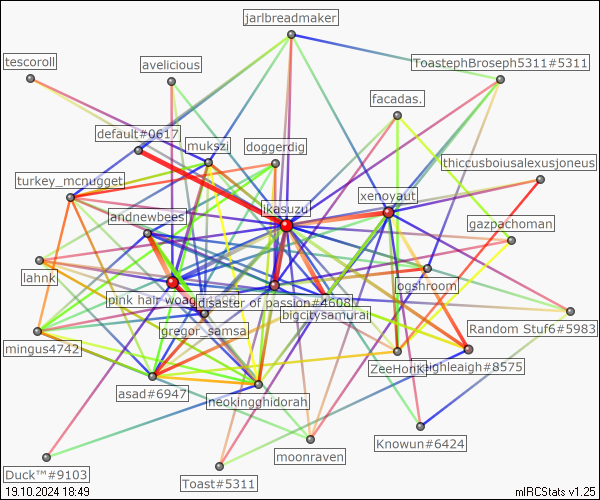 jarlbreadmaker
tescoroll
avelicious
ToastephBroseph5311#5311
facadas.
default#0617
mukszi
doggerdig
thiccusboiusalexusjoneus
turkey_mcnugget
xenoyaut
andnewbees
ikasuzu
gazpachoman
lahnk
pink hair woag
disaster of passion#4608
ogshroom
bigcitysamurai
Random Stuf6#5983
gregor_samsa
mingus4742
ZeeHonk
highleaigh#8575
asad#6947
neokingghidorah
Knowun#6424
moonraven
Duck™#9103
Toast#5311
19.10.2024 18:49
mIRCStats v1.25